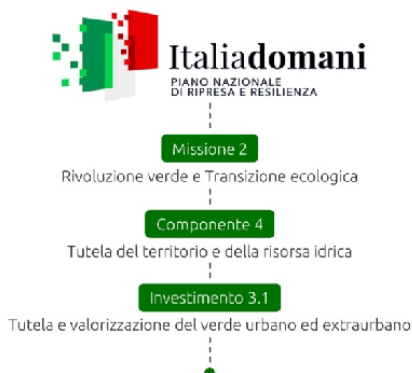 Italiadomani
PIANO NAZIONALE
DI RIPRESA E RESILIENZA
Missione 2
Rivoluzione verde e Transizione ecologica
Componente 4
Tutela del territorio e della risorsa idrica
Investimento 3.1
Tutela e valorizzazione del verde urbano ed extraurbano